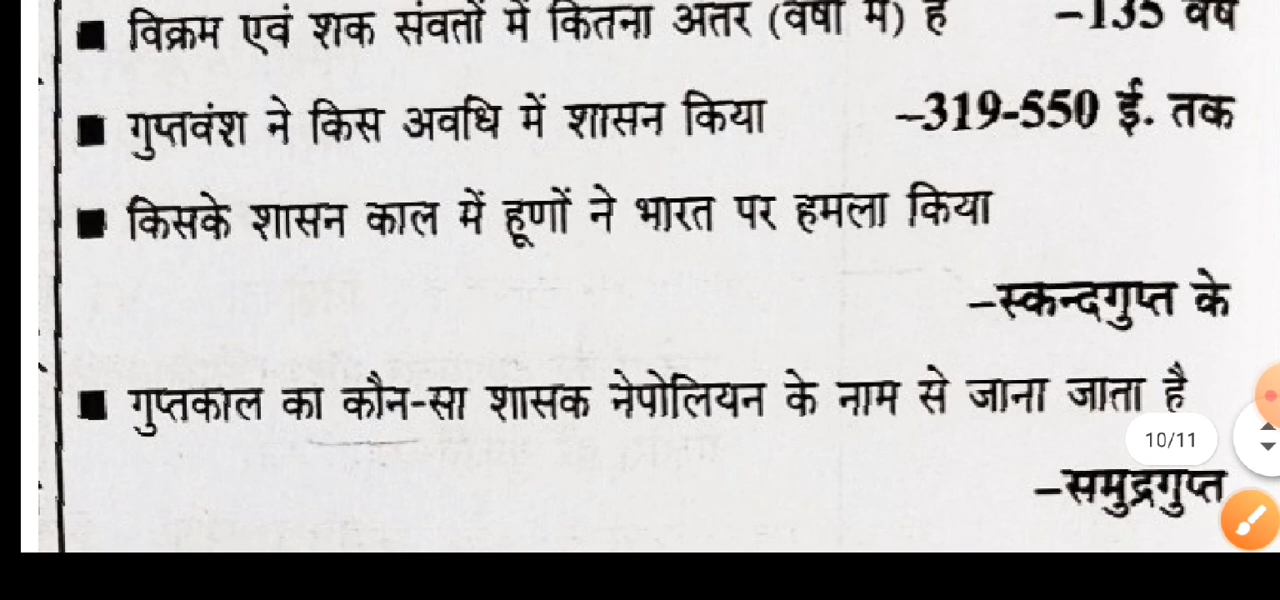 ■ विक्रम एवं शक संवतों में कितना अंतर (वर्षों में) है –135 वर्ष
■ गुप्तवंश ने किस अवधि में शासन किया –319-550 ई. तक
■ किसके शासन काल में हूणों ने भारत पर हमला किया
–स्कन्दगुप्त के
■ गुप्तकाल का कौन-सा शासक नेपोलियन के नाम से जाना जाता है
10/11
–समुद्रगुप्त